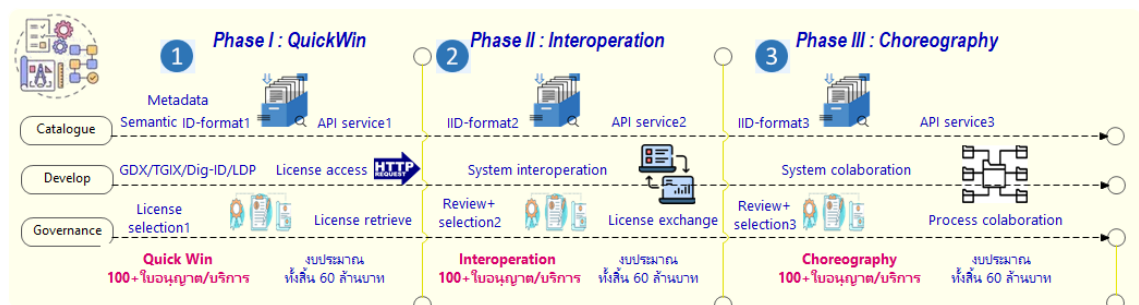 1 Phase I : QuickWin
2 Phase II : Interoperation
3 Phase III : Choreography
Metadata
Catalogue
Semantic ID-format1
API service1
IID-format2
API service2
IID-format3
API service3
Develop
GDX/TGIX/Dig-ID/LDP
License access
HTTP
REQUEST
System interoperation
System colaboration
Governance
License
selection1
License retrieve
Review+
selection2
License exchange
Review+
selection3
Process colaboration
Quick Win
100+ใบอนุญาต/บริการ
งบประมาณ
ทั้งสิ้น 60 ล้านบาท
Interoperation
100+ใบอนุญาต/บริการ
งบประมาณ
ทั้งสิ้น 60 ล้านบาท
Choreography
100+ใบอนุญาต/บริการ
งบประมาณ
ทั้งสิ้น 60 ล้านบาท